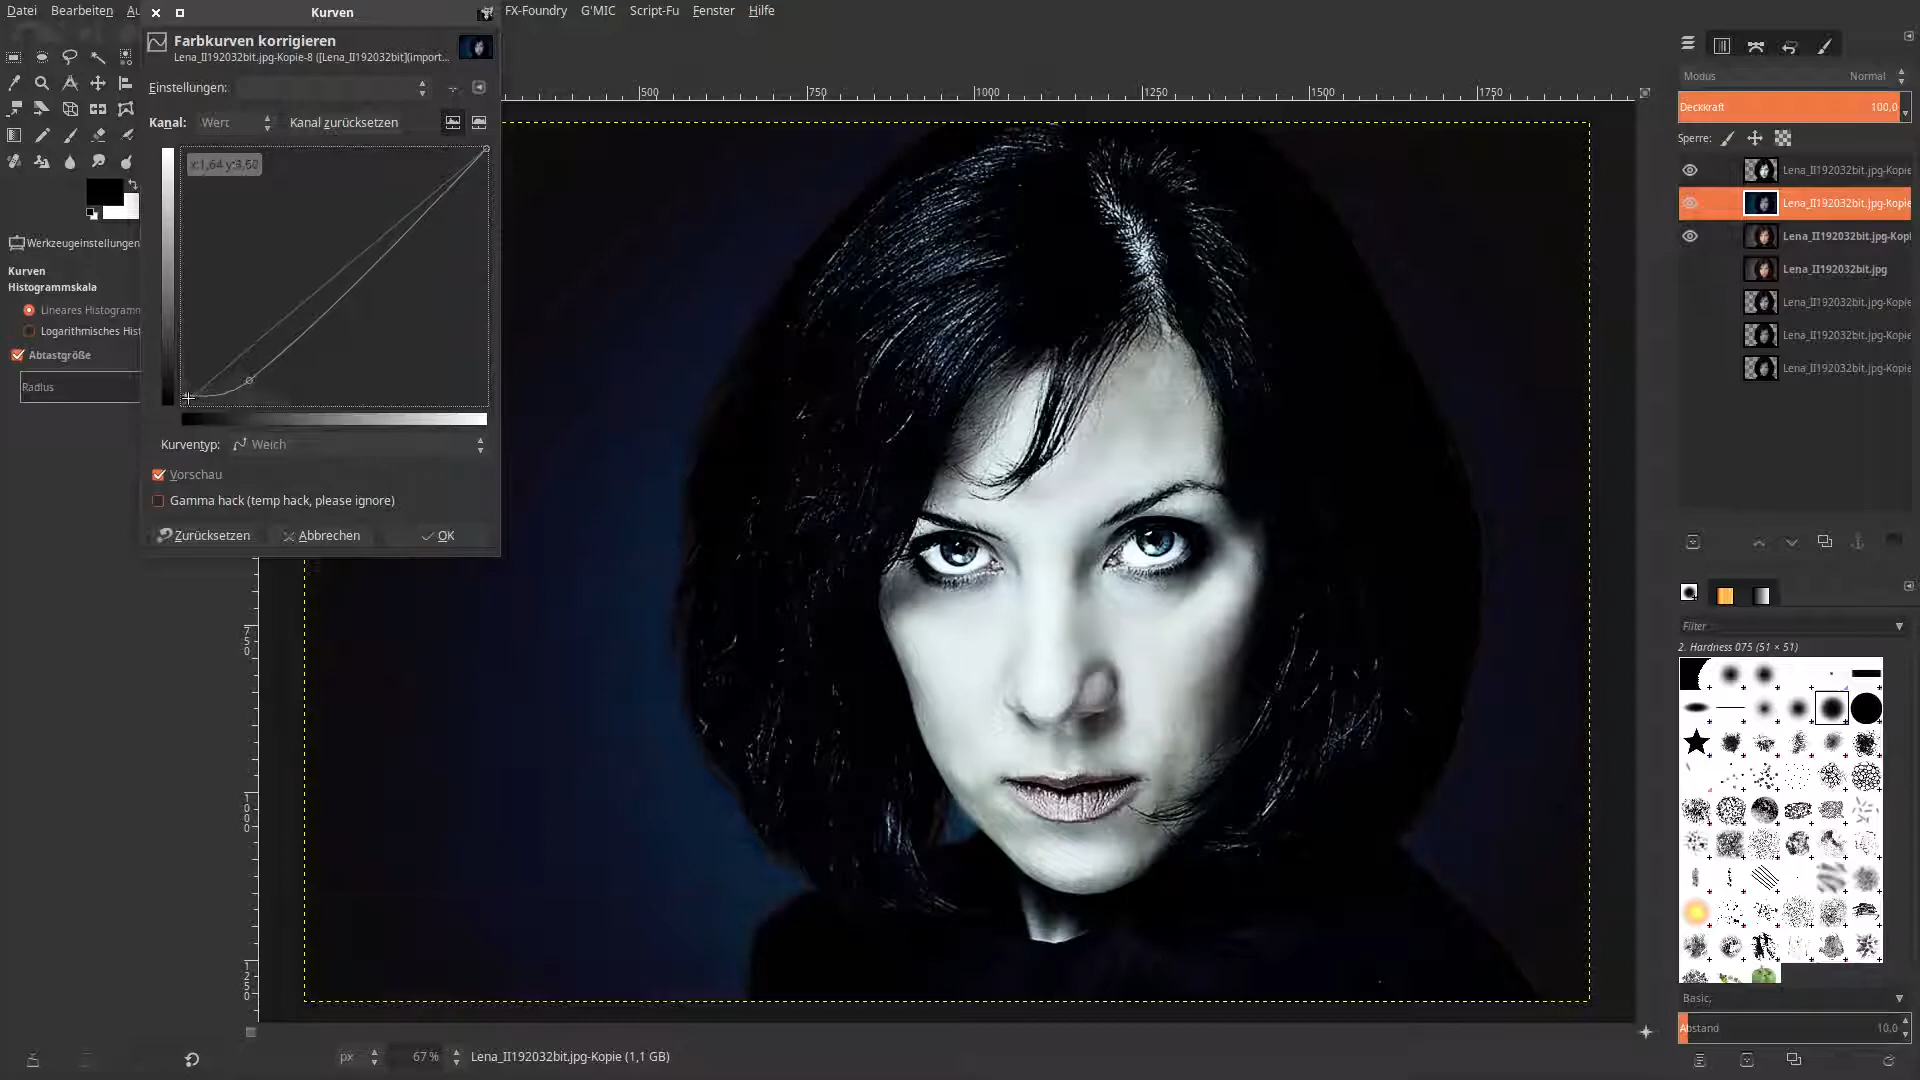 Datei Bearbeiten Au
Kurven
FX-Foundry G'MIC Script-Fu Fenster Hilfe
Farbkurven korrigieren
Lena_II192032bit.jpg-Kopie-8 ([Lena_II192032bit](import...
Einstellungen:
Kanal: Wert Kanal zurücksetzen
500 750 1000 1250 1500 1750
Modus Normal
Deckkraft 100,0
Sperre:
Lena_II192032bit.jpg-Kopie
Lena_II192032bit.jpg-Kopie
Lena_II192032bit.jpg-Kopi
Lena_II192032bit.jpg
Lena_II192032bit.jpg-Kopie
Lena_II192032bit.jpg-Kopie
Lena_II192032bit.jpg-Kopie
Werkzeugeinstellungen
Kurven
Histogrammskala
Lineares Histogramm
Logarithmisches Hist
Abtastgröße
Radius
Kurventyp: Weich
Vorschau
Gamma hack (temp hack, please ignore)
Zurücksetzen Abbrechen OK
750
1000
1250
Filter
2. Hardness 075 (51 × 51)
Basic,
Abstand 10,0
px 67 % Lena_II192032bit.jpg-Kopie (1,1 GB)